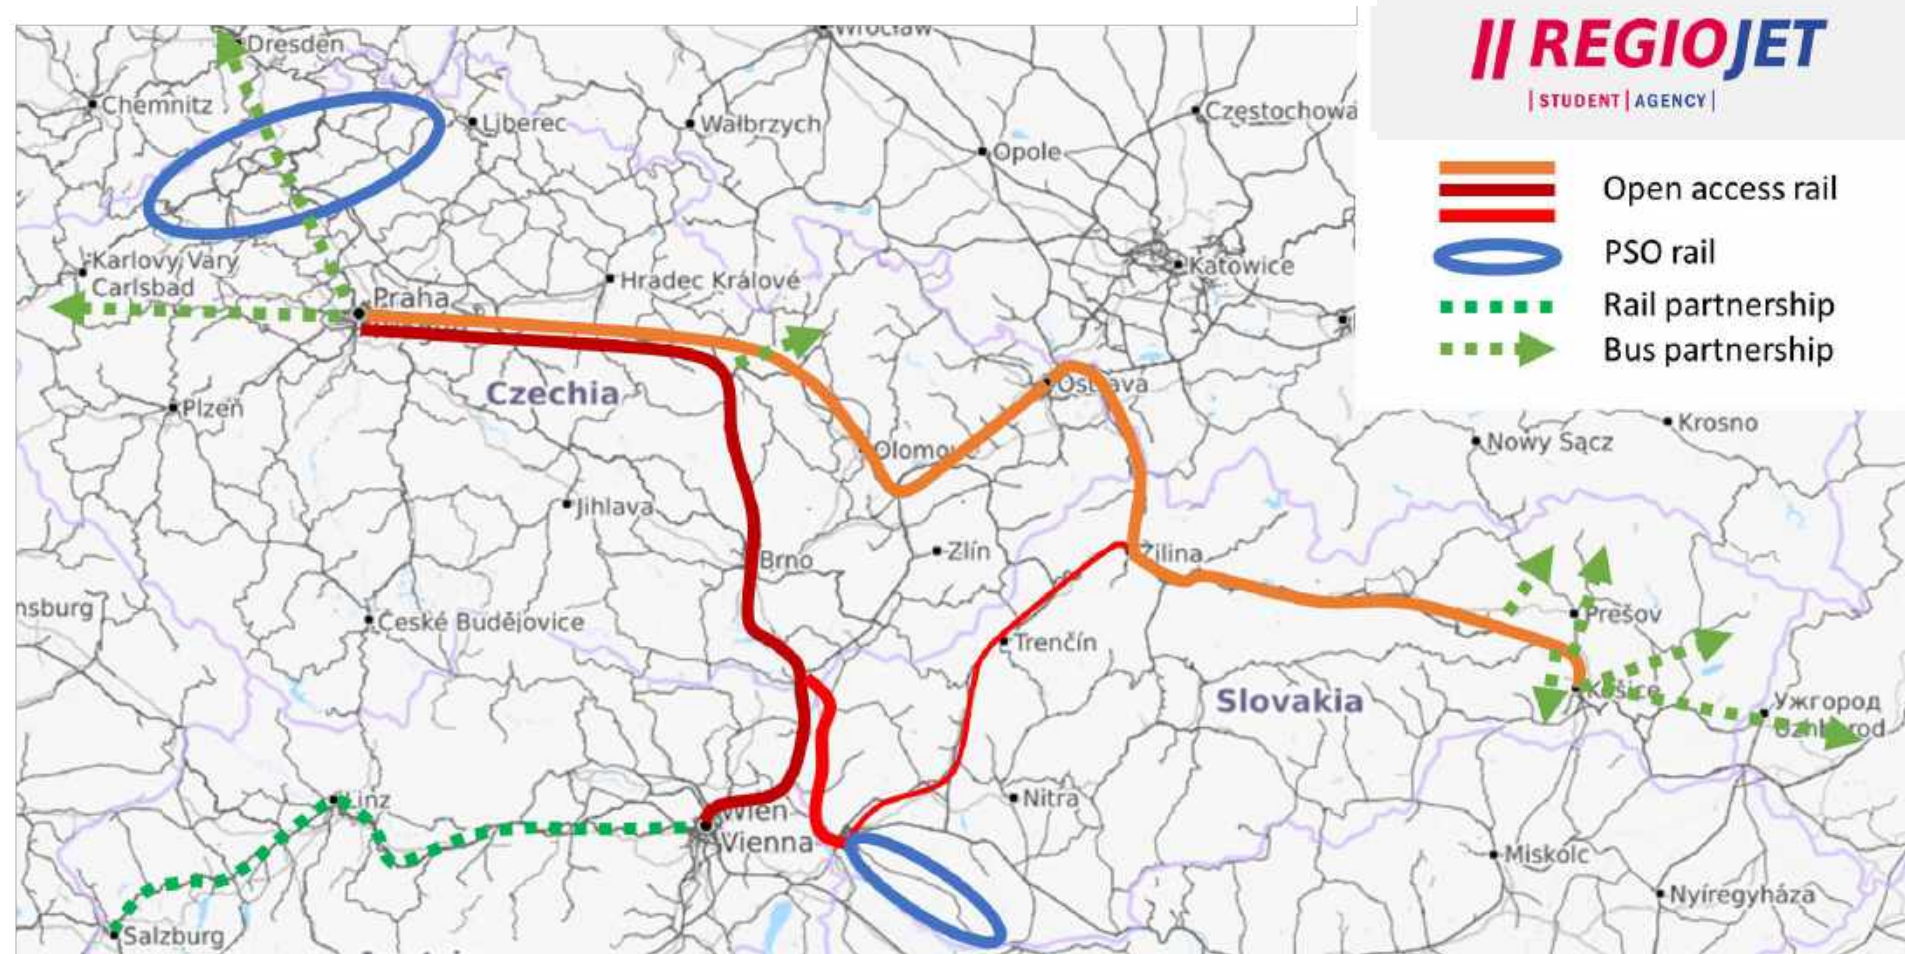 REGIOJET
STUDENT AGENCY
Open access rail
PSO rail
Rail partnership
Bus partnership
Dresden
Wrocław
Chemnitz
Liberec
Wałbrzych
Częstochowa
Opole
Karlovy Vary
Carlsbad
Praha
Hradec Králové
Katowice
Czechia
Ostrava
Plzeň
Krosno
Nowy Sącz
Jihlava
Brno
Zlín
Žilina
nsburg
České Budějovice
Trenčín
Prešov
Slovakia
Košice
Ужгород
Linz
Nitra
Wien
Vienna
Miskolc
Nyíregyháza
Salzburg